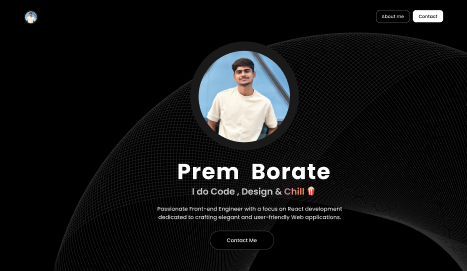 About me
Contact
Prem Borate
I do Code , Design & Chill 🍿
Passionate Front-end Engineer with a focus on React development
dedicated to crafting elegant and user-friendly Web applications.
Contact Me